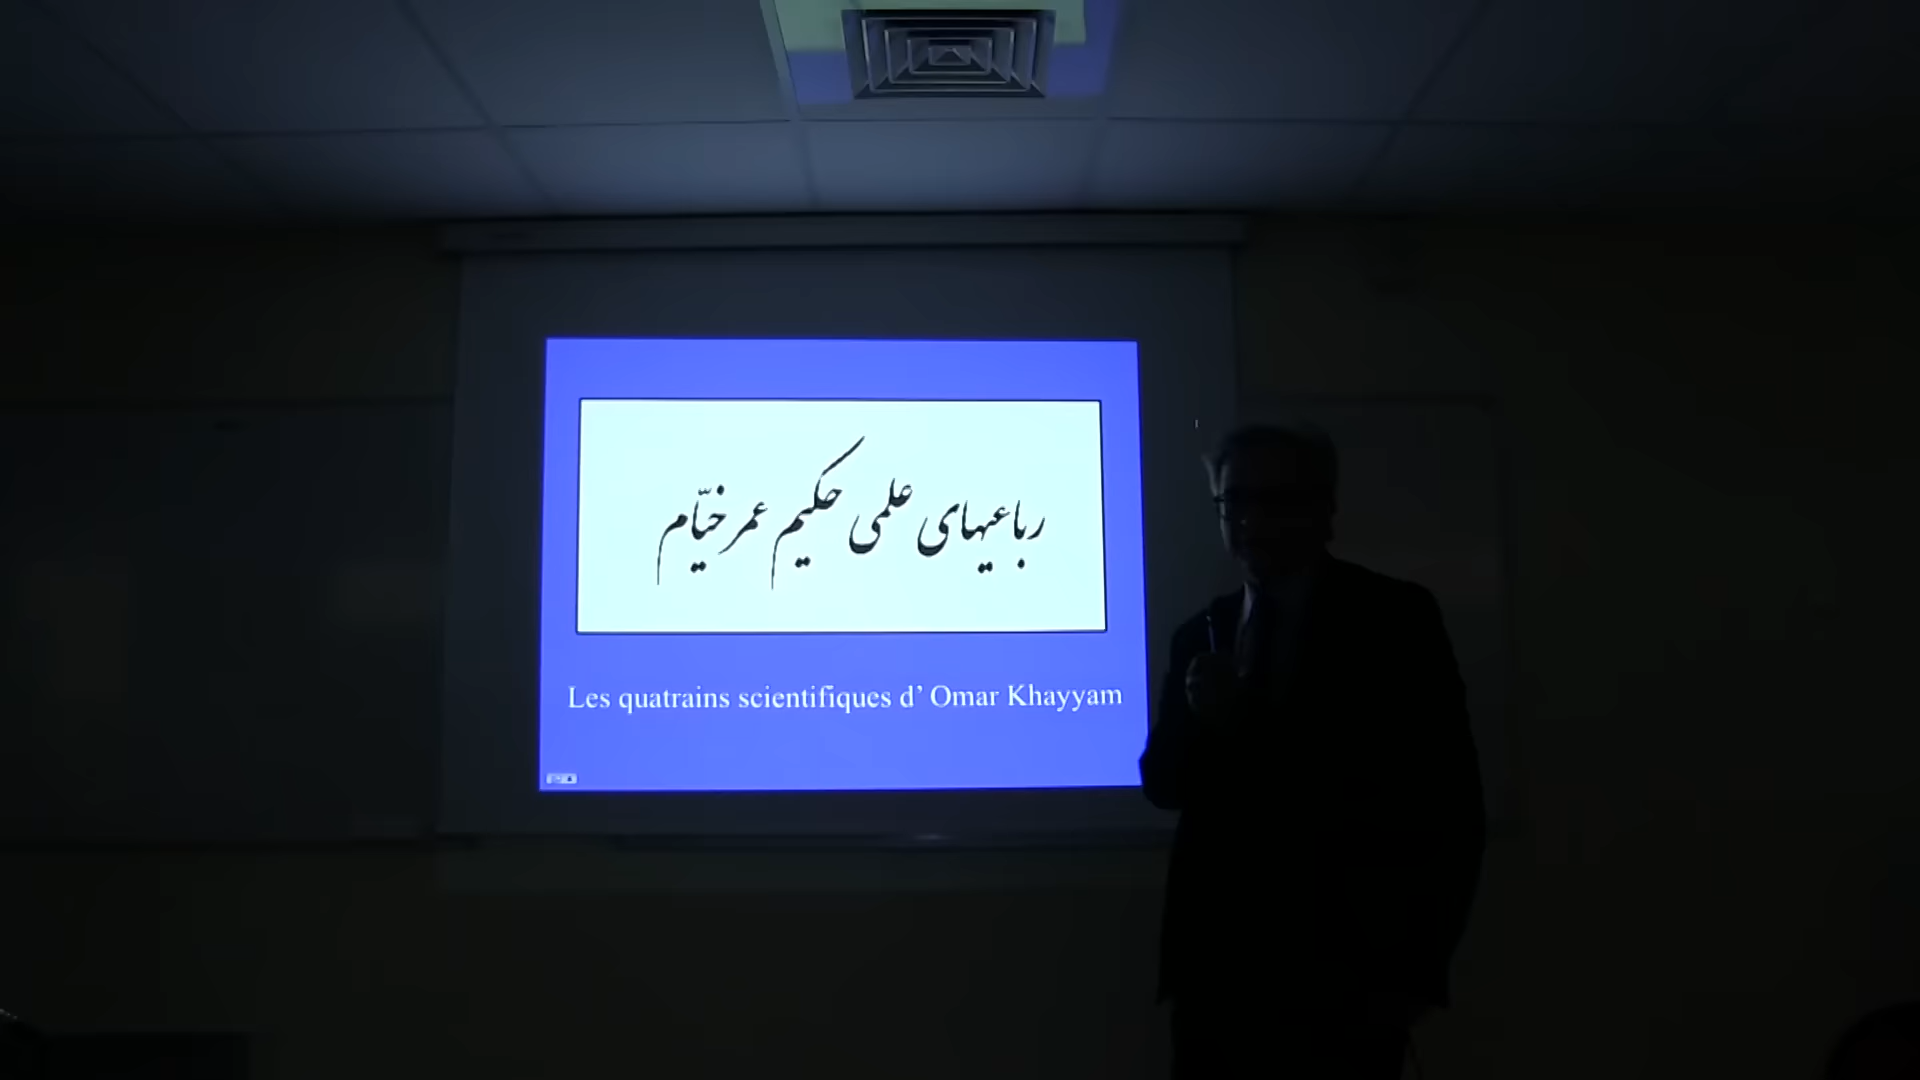 رباعیهای علمی حکیم عمر خیّام
Les quatrains scientifiques d’ Omar Khayyam